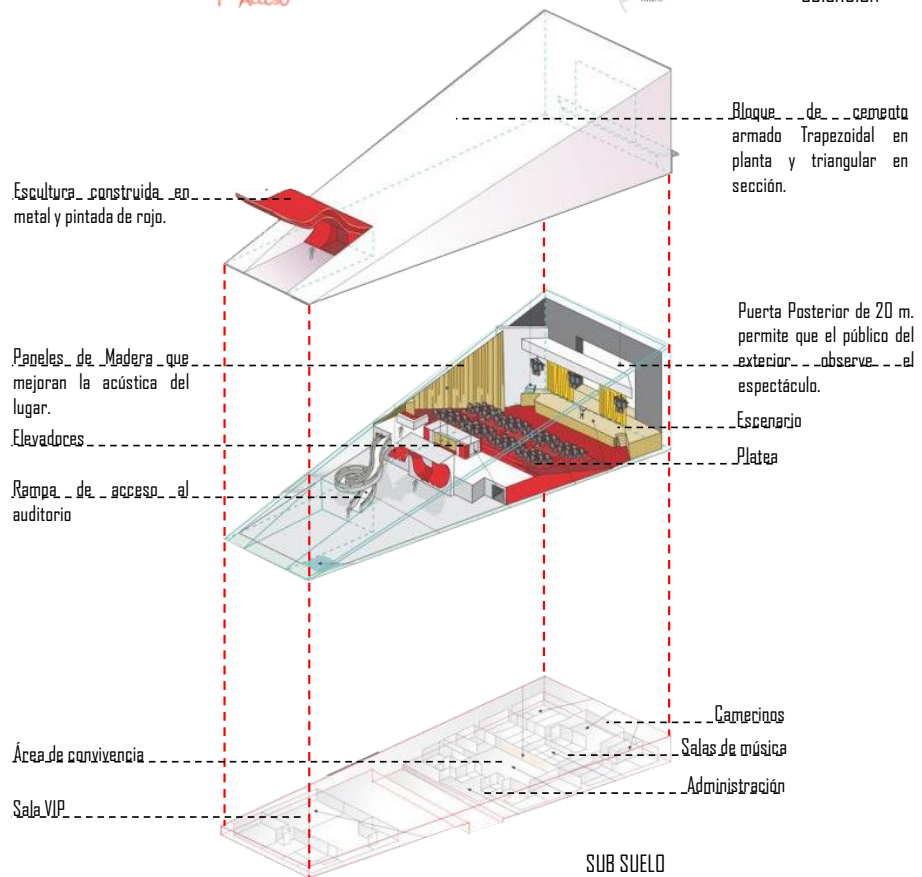 Acceso
Bloque de cemento
armado Trapezoidal en
planta y triangular en
sección.
Escultura construida en
metal y pintada de rojo.
Puerta Posterior de 20 m.
permite que el público del
exterior observe el
espectáculo.
Paneles de Madera que
mejoran la acústica del
lugar.
Escenario
Elevadores
Platea
Rampa de acceso al
auditorio
Camerinos
Salas de música
Área de convivencia
Administración
Sala VIP
SUB SUELO